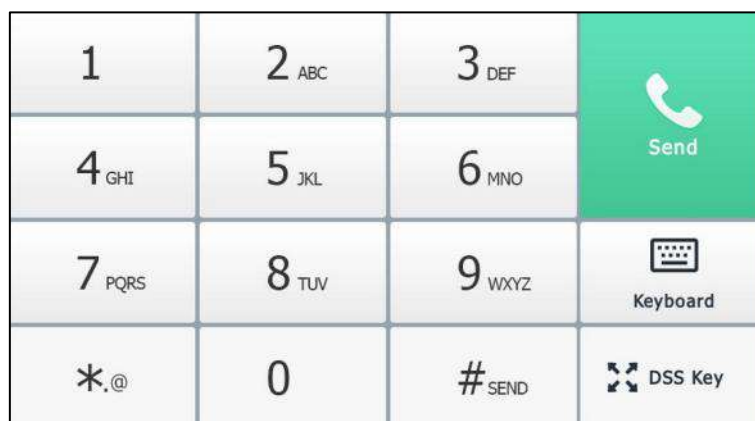 1
2 ABC
3 DEF
Send
4 GHI
5 JKL
6 MNO
7 PQRS
8 TUV
9 WXYZ
Keyboard
*.@
0
# SEND
DSS Key